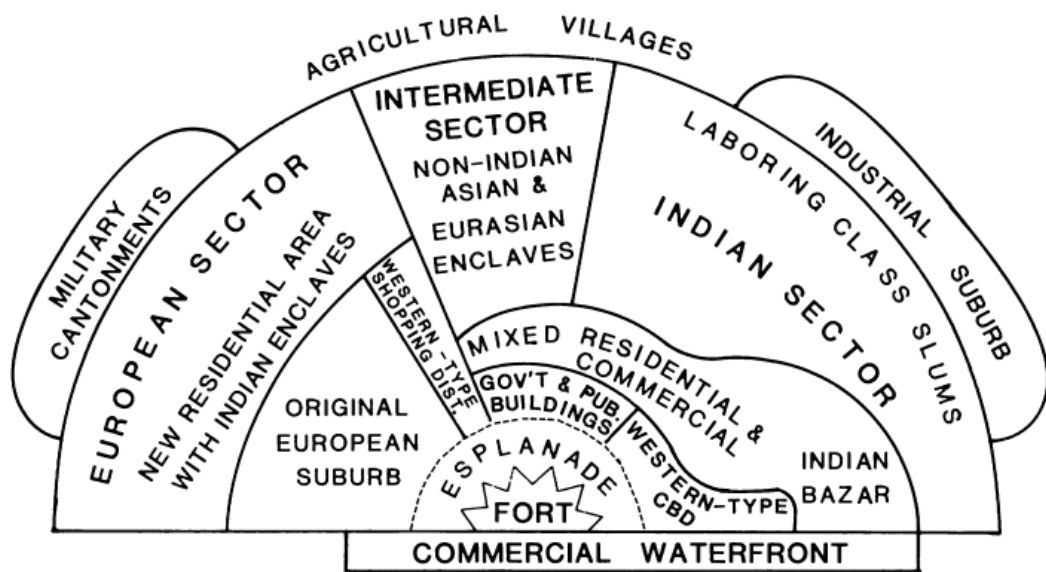 AGRICULTURAL VILLAGES
MILITARY
CANTONMENTS
EUROPEAN SECTOR
NEW RESIDENTIAL AREA
WITH INDIAN ENCLAVES
ORIGINAL
EUROPEAN
SUBURB
WESTERN-TYPE
SHOPPING DIST.
INTERMEDIATE
SECTOR
NON-INDIAN
ASIAN &
EURASIAN
ENCLAVES
INDIAN SECTOR
LABORING CLASS SLUMS
INDUSTRIAL SUBURB
MIXED RESIDENTIAL &
COMMERCIAL
GOV'T & PUB.
BUILDINGS
WESTERN-TYPE
CBD
INDIAN
BAZAR
ESPLANADE
FORT
COMMERCIAL WATERFRONT